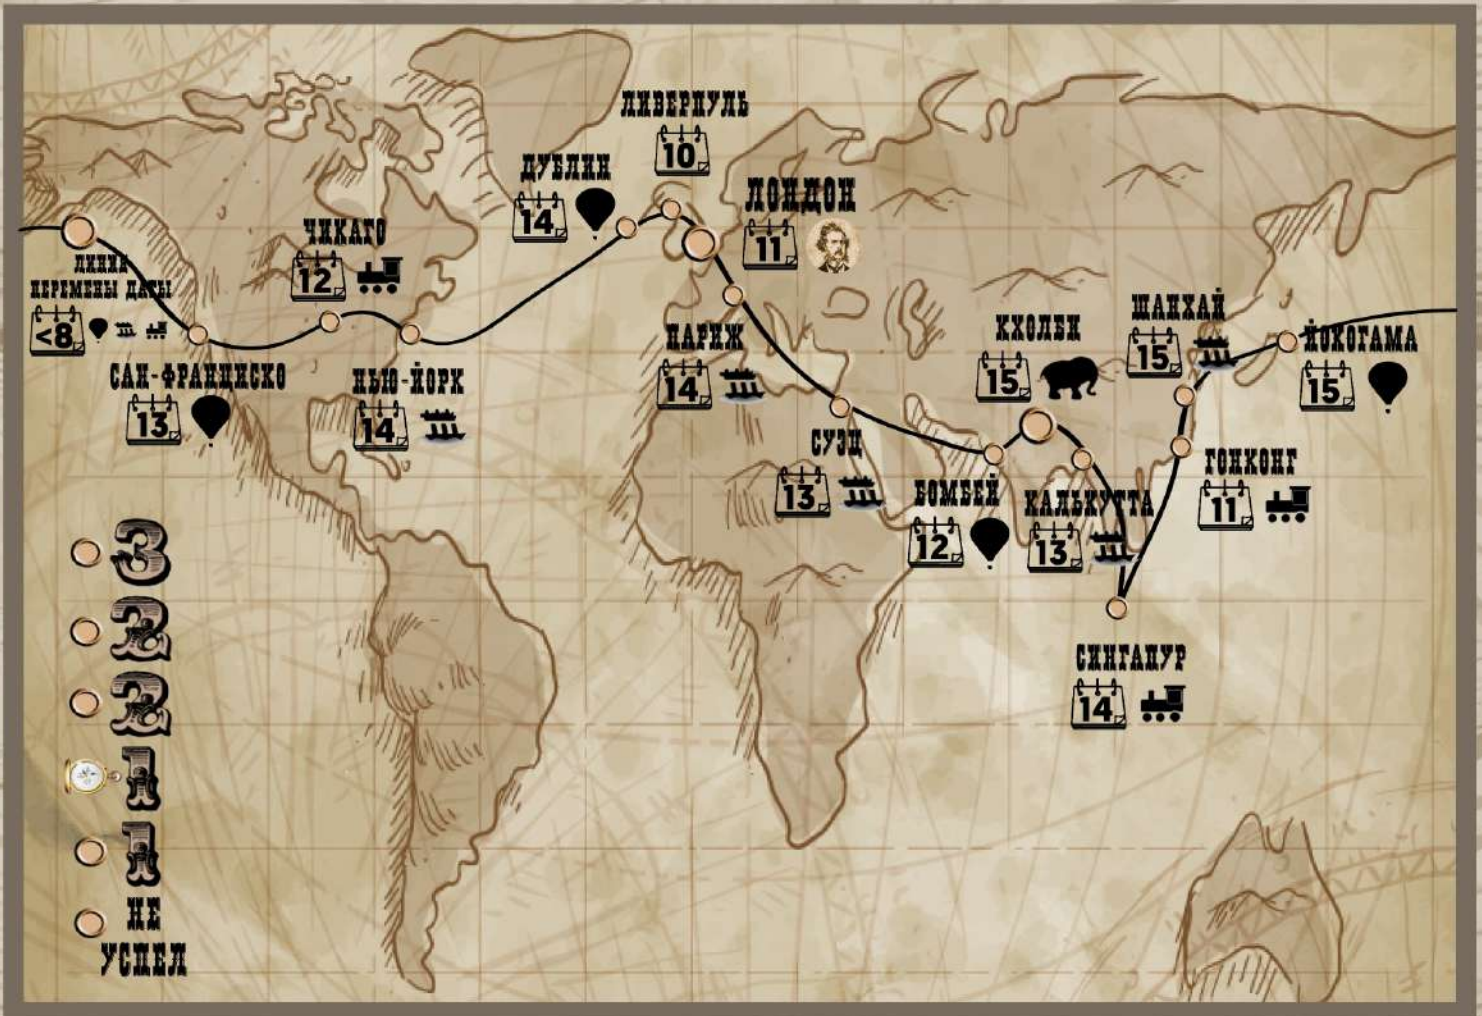 ЛИВЕРПУЛЬ
10
ДУБЛИН
14
ЛОНДОН
11
ЧИКАГО
12
ЛИНИЯ
ПЕРЕМЕНЫ ДАТЫ
<8
САН-ФРАНЦИСКО
13
НЬЮ-ЙОРК
14
ПАРИЖ
14
СУЭЦ
13
КХОЛБИ
15
ШАНХАЙ
15
ЙОКОГАМА
15
БОМБЕЙ
12
КАЛЬКУТТА
13
ГОНКОНГ
11
СИНГАПУР
14
3
2
2
1
1
НЕ
УСПЕЛ